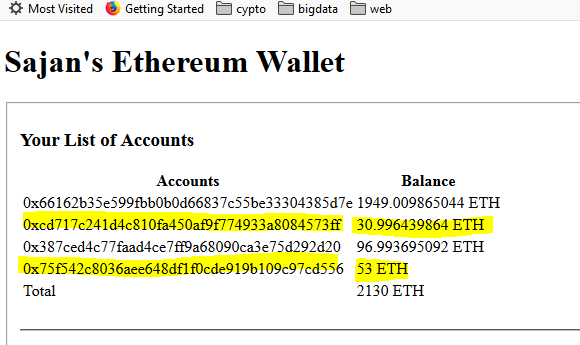 Most Visited Getting Started cypto bigdata web
Sajan's Ethereum Wallet
Your List of Accounts
Accounts Balance
0x66162b35e599fbb0b0d66837c55be33304385d7e 1949.009865044 ETH
0xcd717c241d4c810fa450af9f774933a8084573ff 30.996439864 ETH
0x387ced4c77faad4ce7ff9a68090ca3e75d292d20 96.993695092 ETH
0x75f542c8036aee648df1f0cde919b109c97cd556 53 ETH
Total 2130 ETH